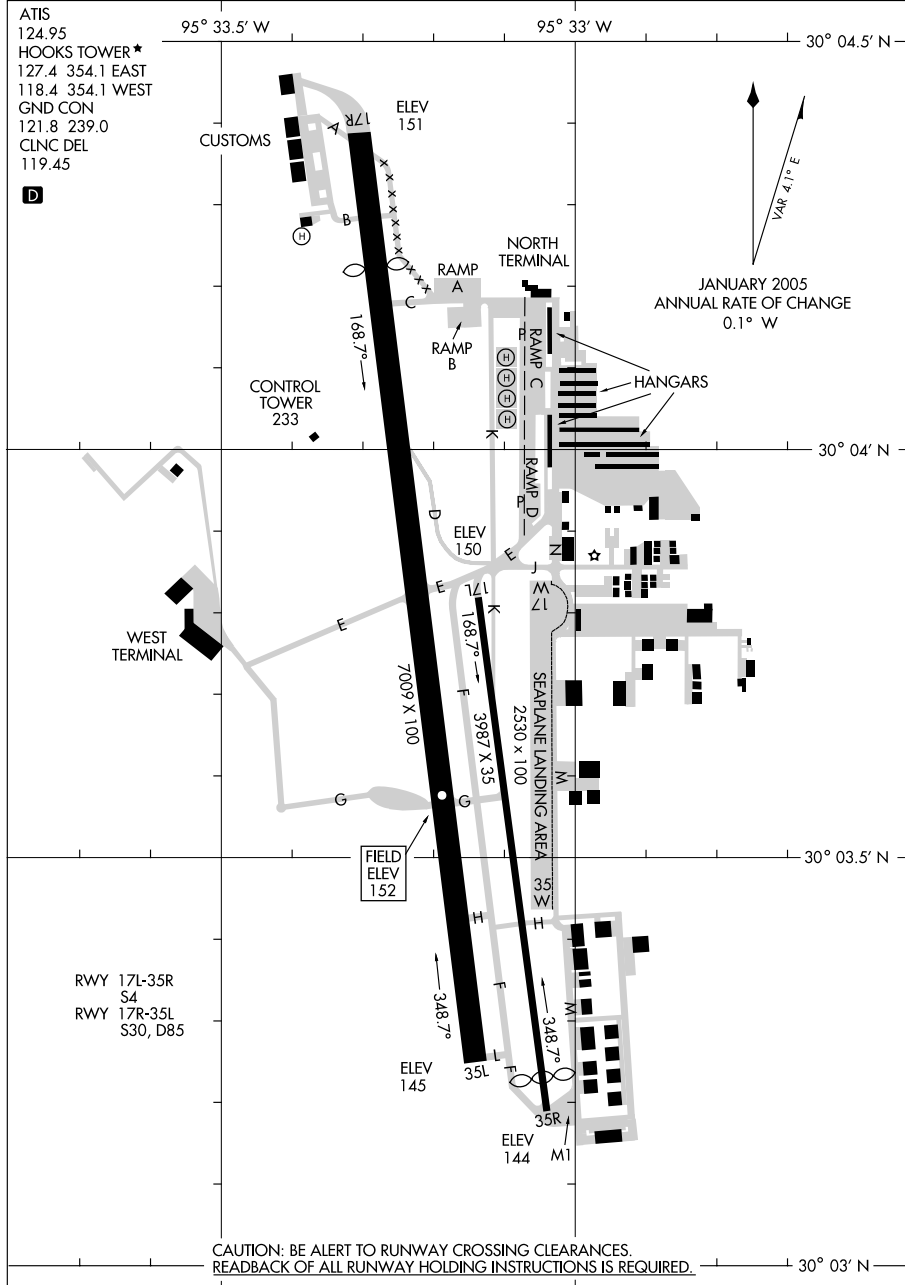 ATIS
124.95
HOOKS TOWER★
127.4 354.1 EAST
118.4 354.1 WEST
GND CON
121.8 239.0
CLNC DEL
119.45
D
95° 33.5' W
95° 33' W
30° 04.5' N
ELEV
151
17R
A
CUSTOMS
B
H
VAR 4.1° E
JANUARY 2005
ANNUAL RATE OF CHANGE
0.1° W
NORTH
TERMINAL
RAMP
A
C
RAMP
B
P
RAMP C
H
H
H
H
HANGARS
168.7°
CONTROL
TOWER
233
K
30° 04' N
RAMP D
P
D
ELEV
150
E
N
J
E
17L
K
17
W
E
WEST
TERMINAL
168.7°
F
7009 X 100
3987 X 35
2530 x 100
SEAPLANE LANDING AREA
M
G
G
FIELD
ELEV
152
30° 03.5' N
35
W
H
H
RWY 17L-35R
S4
RWY 17R-35L
S30, D85
348.7°
F
348.7°
M
ELEV
145
35L
L
F
35R
ELEV
144
M1
CAUTION: BE ALERT TO RUNWAY CROSSING CLEARANCES.
READBACK OF ALL RUNWAY HOLDING INSTRUCTIONS IS REQUIRED.
30° 03' N